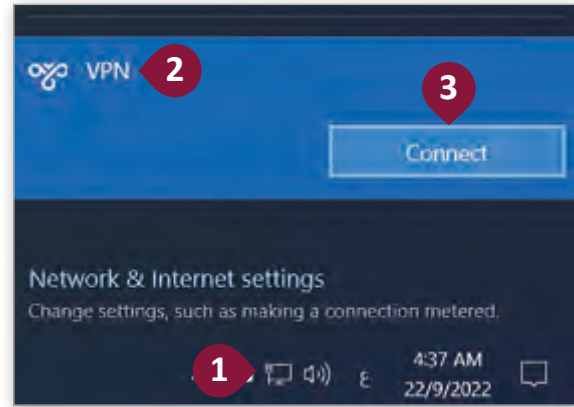 VPN 2
3
Connect
Network & Internet settings
Change settings, such as making a connection metered.
1 ع 4:37 AM
22/9/2022